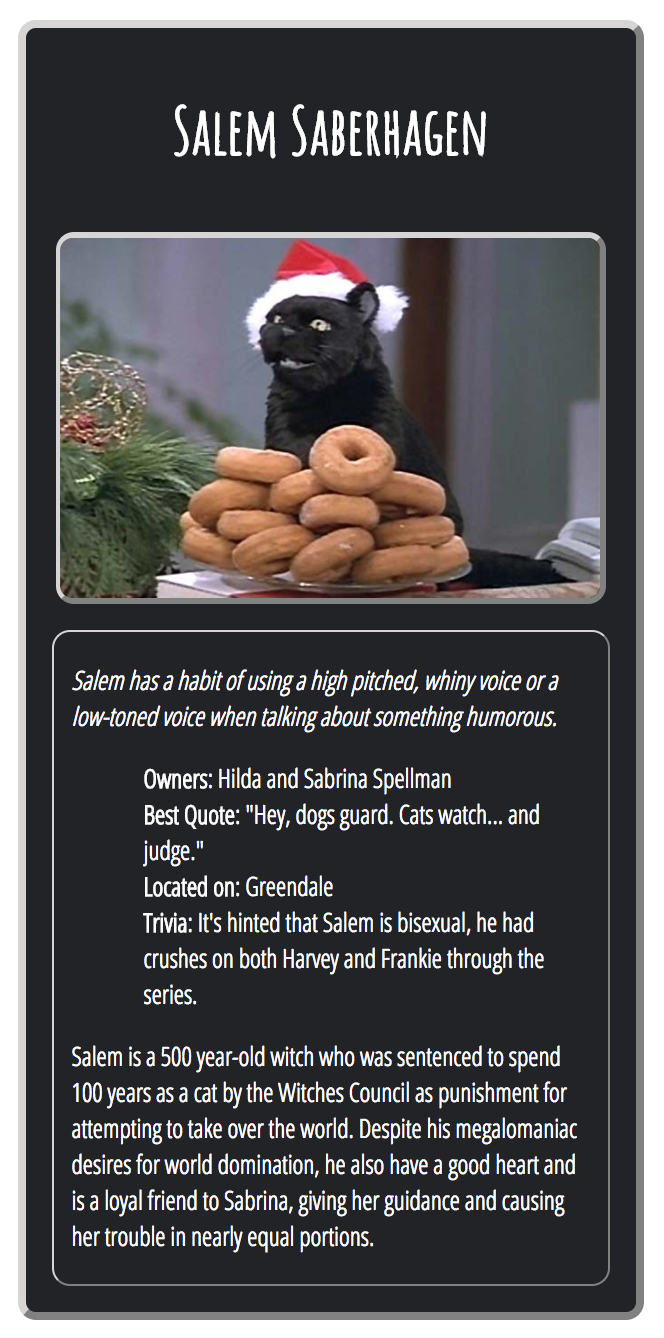 Salem Saberhagen
Salem has a habit of using a high pitched, whiny voice or a
low-toned voice when talking about something humorous.
Owners: Hilda and Sabrina Spellman
Best Quote: "Hey, dogs guard. Cats watch... and
judge."
Located on: Greendale
Trivia: It's hinted that Salem is bisexual, he had
crushes on both Harvey and Frankie through the
series.
Salem is a 500 year-old witch who was sentenced to spend
100 years as a cat by the Witches Council as punishment for
attempting to take over the world. Despite his megalomaniac
desires for world domination, he also have a good heart and
is a loyal friend to Sabrina, giving her guidance and causing
her trouble in nearly equal portions.